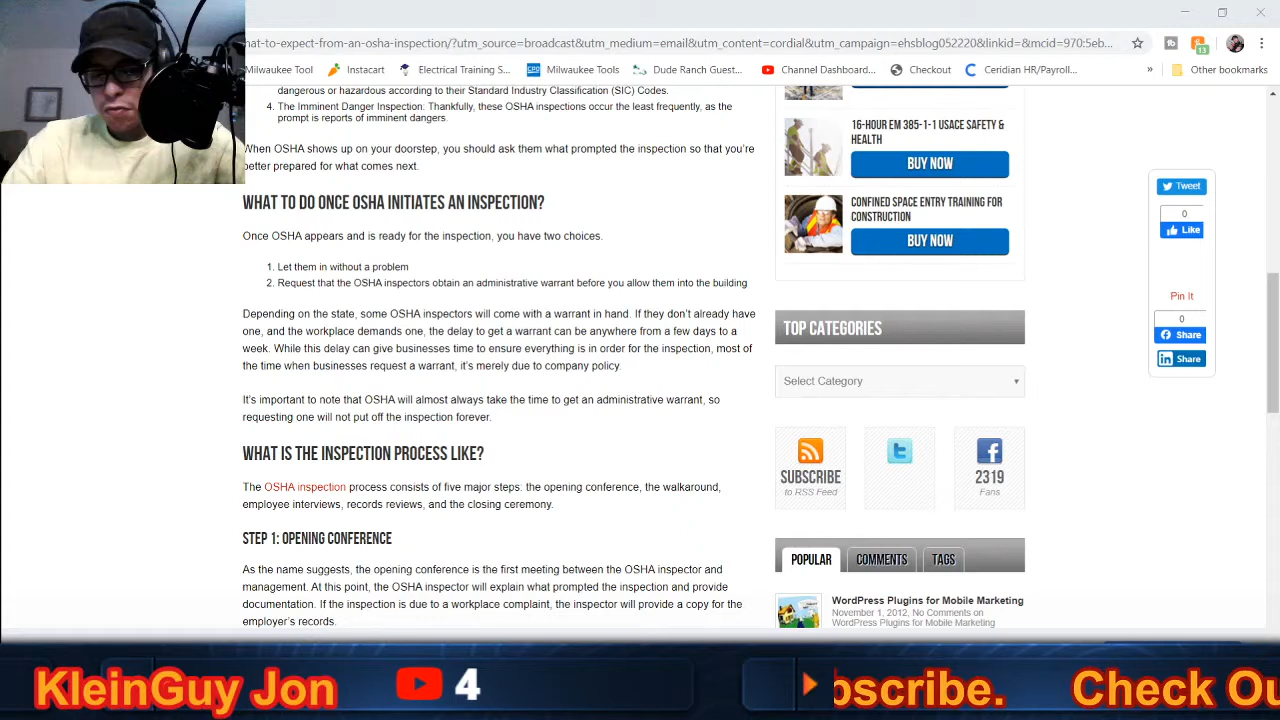 hat-to-expect-from-an-osha-inspection/?utm_source=broadcast&utm_medium=email&utm_content=cordial&utm_campaign=ehsblog052220&linkid=&mcid=970:5eb...
13
Milwaukee Tool
Instacart
Electrical Training S...
CPO
Milwaukee Tools
Dude Ranch Guest...
Channel Dashboard...
Checkout
Ceridian HR/Payroll...
»
Other bookmarks
dangerous or hazardous according to their Standard Industry Classification (SIC) Codes.
4. The Imminent Danger Inspection: Thankfully, these OSHA inspections occur the least frequently, as the
prompt is reports of imminent dangers.
When OSHA shows up on your doorstep, you should ask them what prompted the inspection so that you're
better prepared for what comes next.
WHAT TO DO ONCE OSHA INITIATES AN INSPECTION?
Once OSHA appears and is ready for the inspection, you have two choices.
1. Let them in without a problem
2. Request that the OSHA inspectors obtain an administrative warrant before you allow them into the building
Depending on the state, some OSHA inspectors will come with a warrant in hand. If they don't already have
one, and the workplace demands one, the delay to get a warrant can be anywhere from a few days to a
week. While this delay can give businesses time to ensure everything is in order for the inspection, most of
the time when businesses request a warrant, it's merely due to company policy.
It's important to note that OSHA will almost always take the time to get an administrative warrant, so
requesting one will not put off the inspection forever.
WHAT IS THE INSPECTION PROCESS LIKE?
The OSHA inspection process consists of five major steps: the opening conference, the walkaround,
employee interviews, records reviews, and the closing ceremony.
STEP 1: OPENING CONFERENCE
As the name suggests, the opening conference is the first meeting between the OSHA inspector and
management. At this point, the OSHA inspector will explain what prompted the inspection and provide
documentation. If the inspection is due to a workplace complaint, the inspector will provide a copy for the
employer's records.
16-HOUR EM 385-1-1 USACE SAFETY &
HEALTH
BUY NOW
CONFINED SPACE ENTRY TRAINING FOR
CONSTRUCTION
BUY NOW
TOP CATEGORIES
Select Category
SUBSCRIBE
to RSS Feed
2319
Fans
POPULAR
COMMENTS
TAGS
WordPress Plugins for Mobile Marketing
November 1, 2012, No Comments on
WordPress Plugins for Mobile Marketing
Tweet
0
Like
Pin It
0
Share
Share
KleinGuy Jon
4
bscribe.
Check Ou